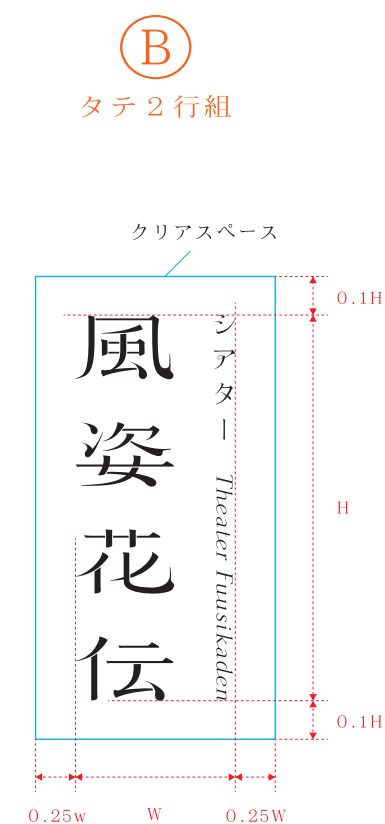 B
タテ2行組
クリアスペース
0.1H
シアター Theater Fuusikaden
風姿花伝
H
0.1H
0.25w
W
0.25W